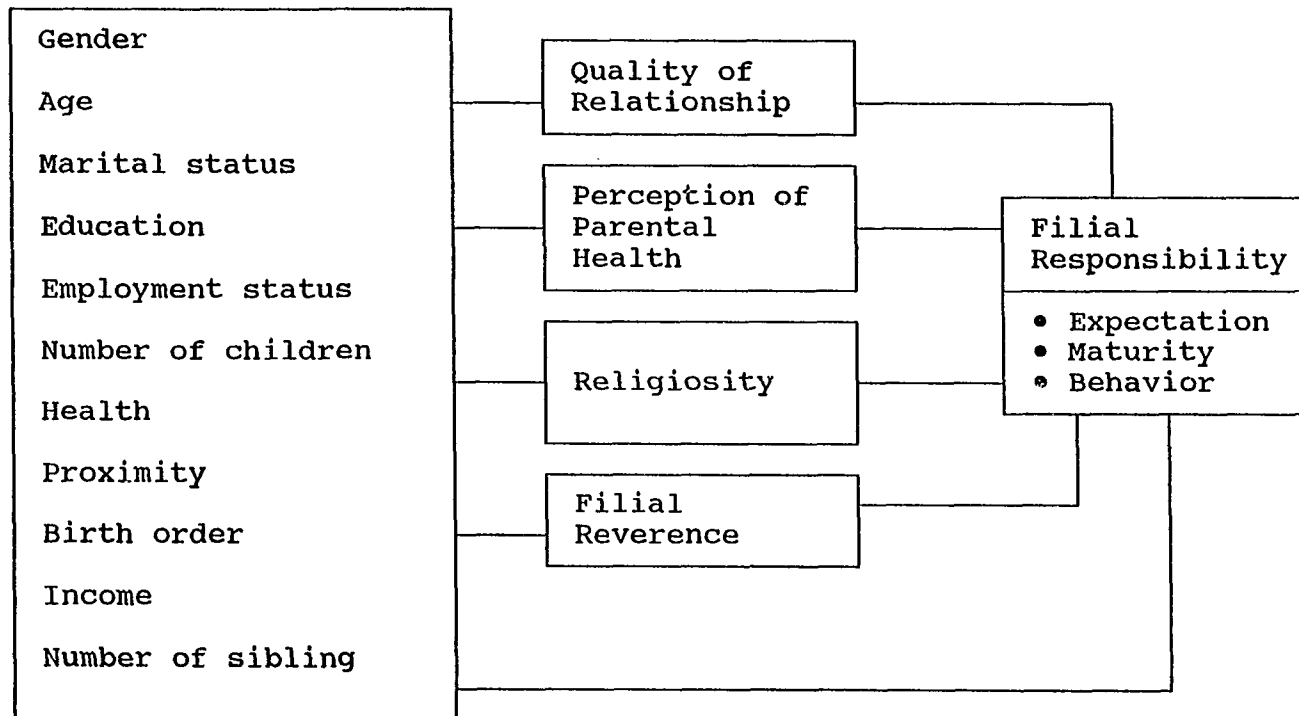 Gender
Age
Marital status
Education
Employment status
Number of children
Health
Proximity
Birth order
Income
Number of sibling
Quality of
Relationship
Perception of
Parental
Health
Religiosity
Filial
Reverence
Filial
Responsibility
• Expectation
• Maturity
• Behavior